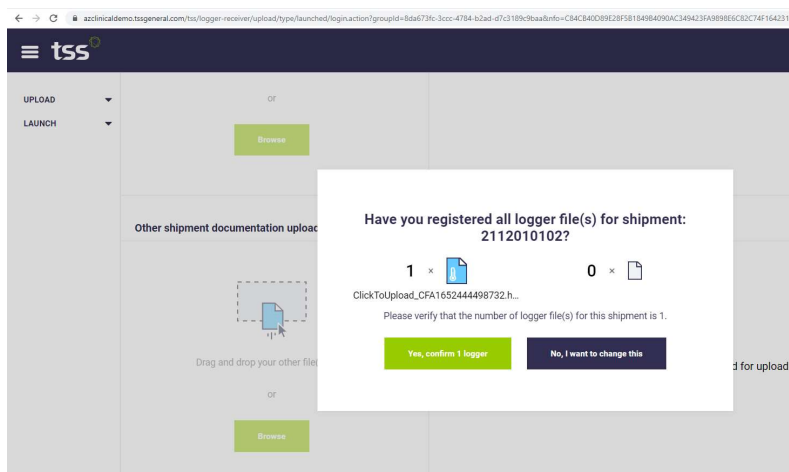 azclinicaldemo.tssgeneral.com/tss/logger-receiver/upload/type/launched/login.action?groupId=8da673fc-3ccc-4784-b2ad-d7c3189c9baa&nfo=
tss
UPLOAD
LAUNCH
or
Browse
Other shipment documentation upload
Drag and drop your other file
or
Browse
Have you registered all logger file(s) for shipment:
2112010102?
1 ×
0 ×
ClickToUpload_CFA1652444498732.h...
Please verify that the number of logger file(s) for this shipment is 1.
Yes, confirm 1 logger
No, I want to change this
d for upload